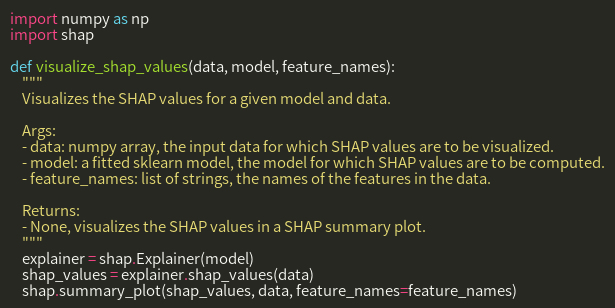 import numpy as np
import shap

def visualize_shap_values(data, model, feature_names):
    """
    Visualizes the SHAP values for a given model and data.

    Args:
    - data: numpy array, the input data for which SHAP values are to be visualized.
    - model: a fitted sklearn model, the model for which SHAP values are to be computed.
    - feature_names: list of strings, the names of the features in the data.

    Returns:
    - None, visualizes the SHAP values in a SHAP summary plot.
    """
    explainer = shap.Explainer(model)
    shap_values = explainer.shap_values(data)
    shap.summary_plot(shap_values, data, feature_names=feature_names)